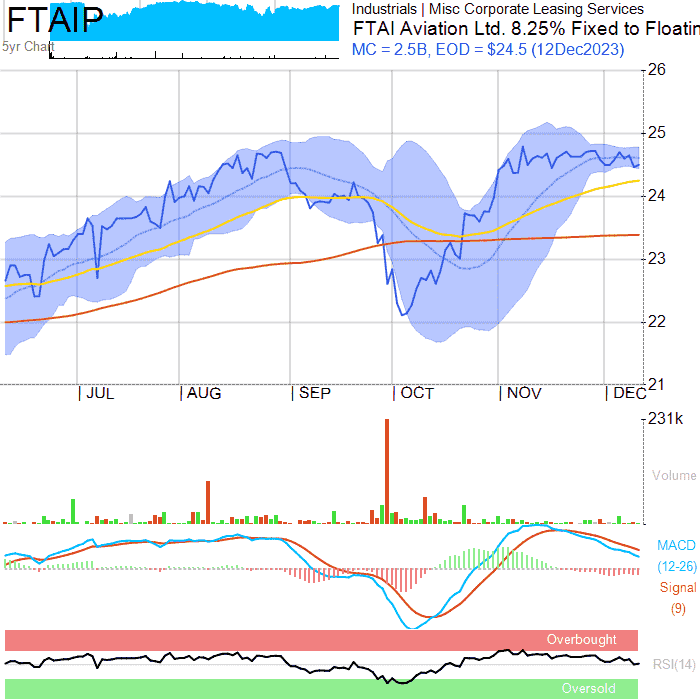 FTAIP
5yr Chart
Industrials | Misc Corporate Leasing Services
FTAI Aviation Ltd. 8.25% Fixed to Floatin
MC = 2.5B, EOD = $24.5 (12Dec2023)
26
25
24
23
22
21
JUL AUG SEP OCT NOV DEC
231k
Volume
MACD
(12-26)
Signal
(9)
Overbought
RSI(14)
Oversold